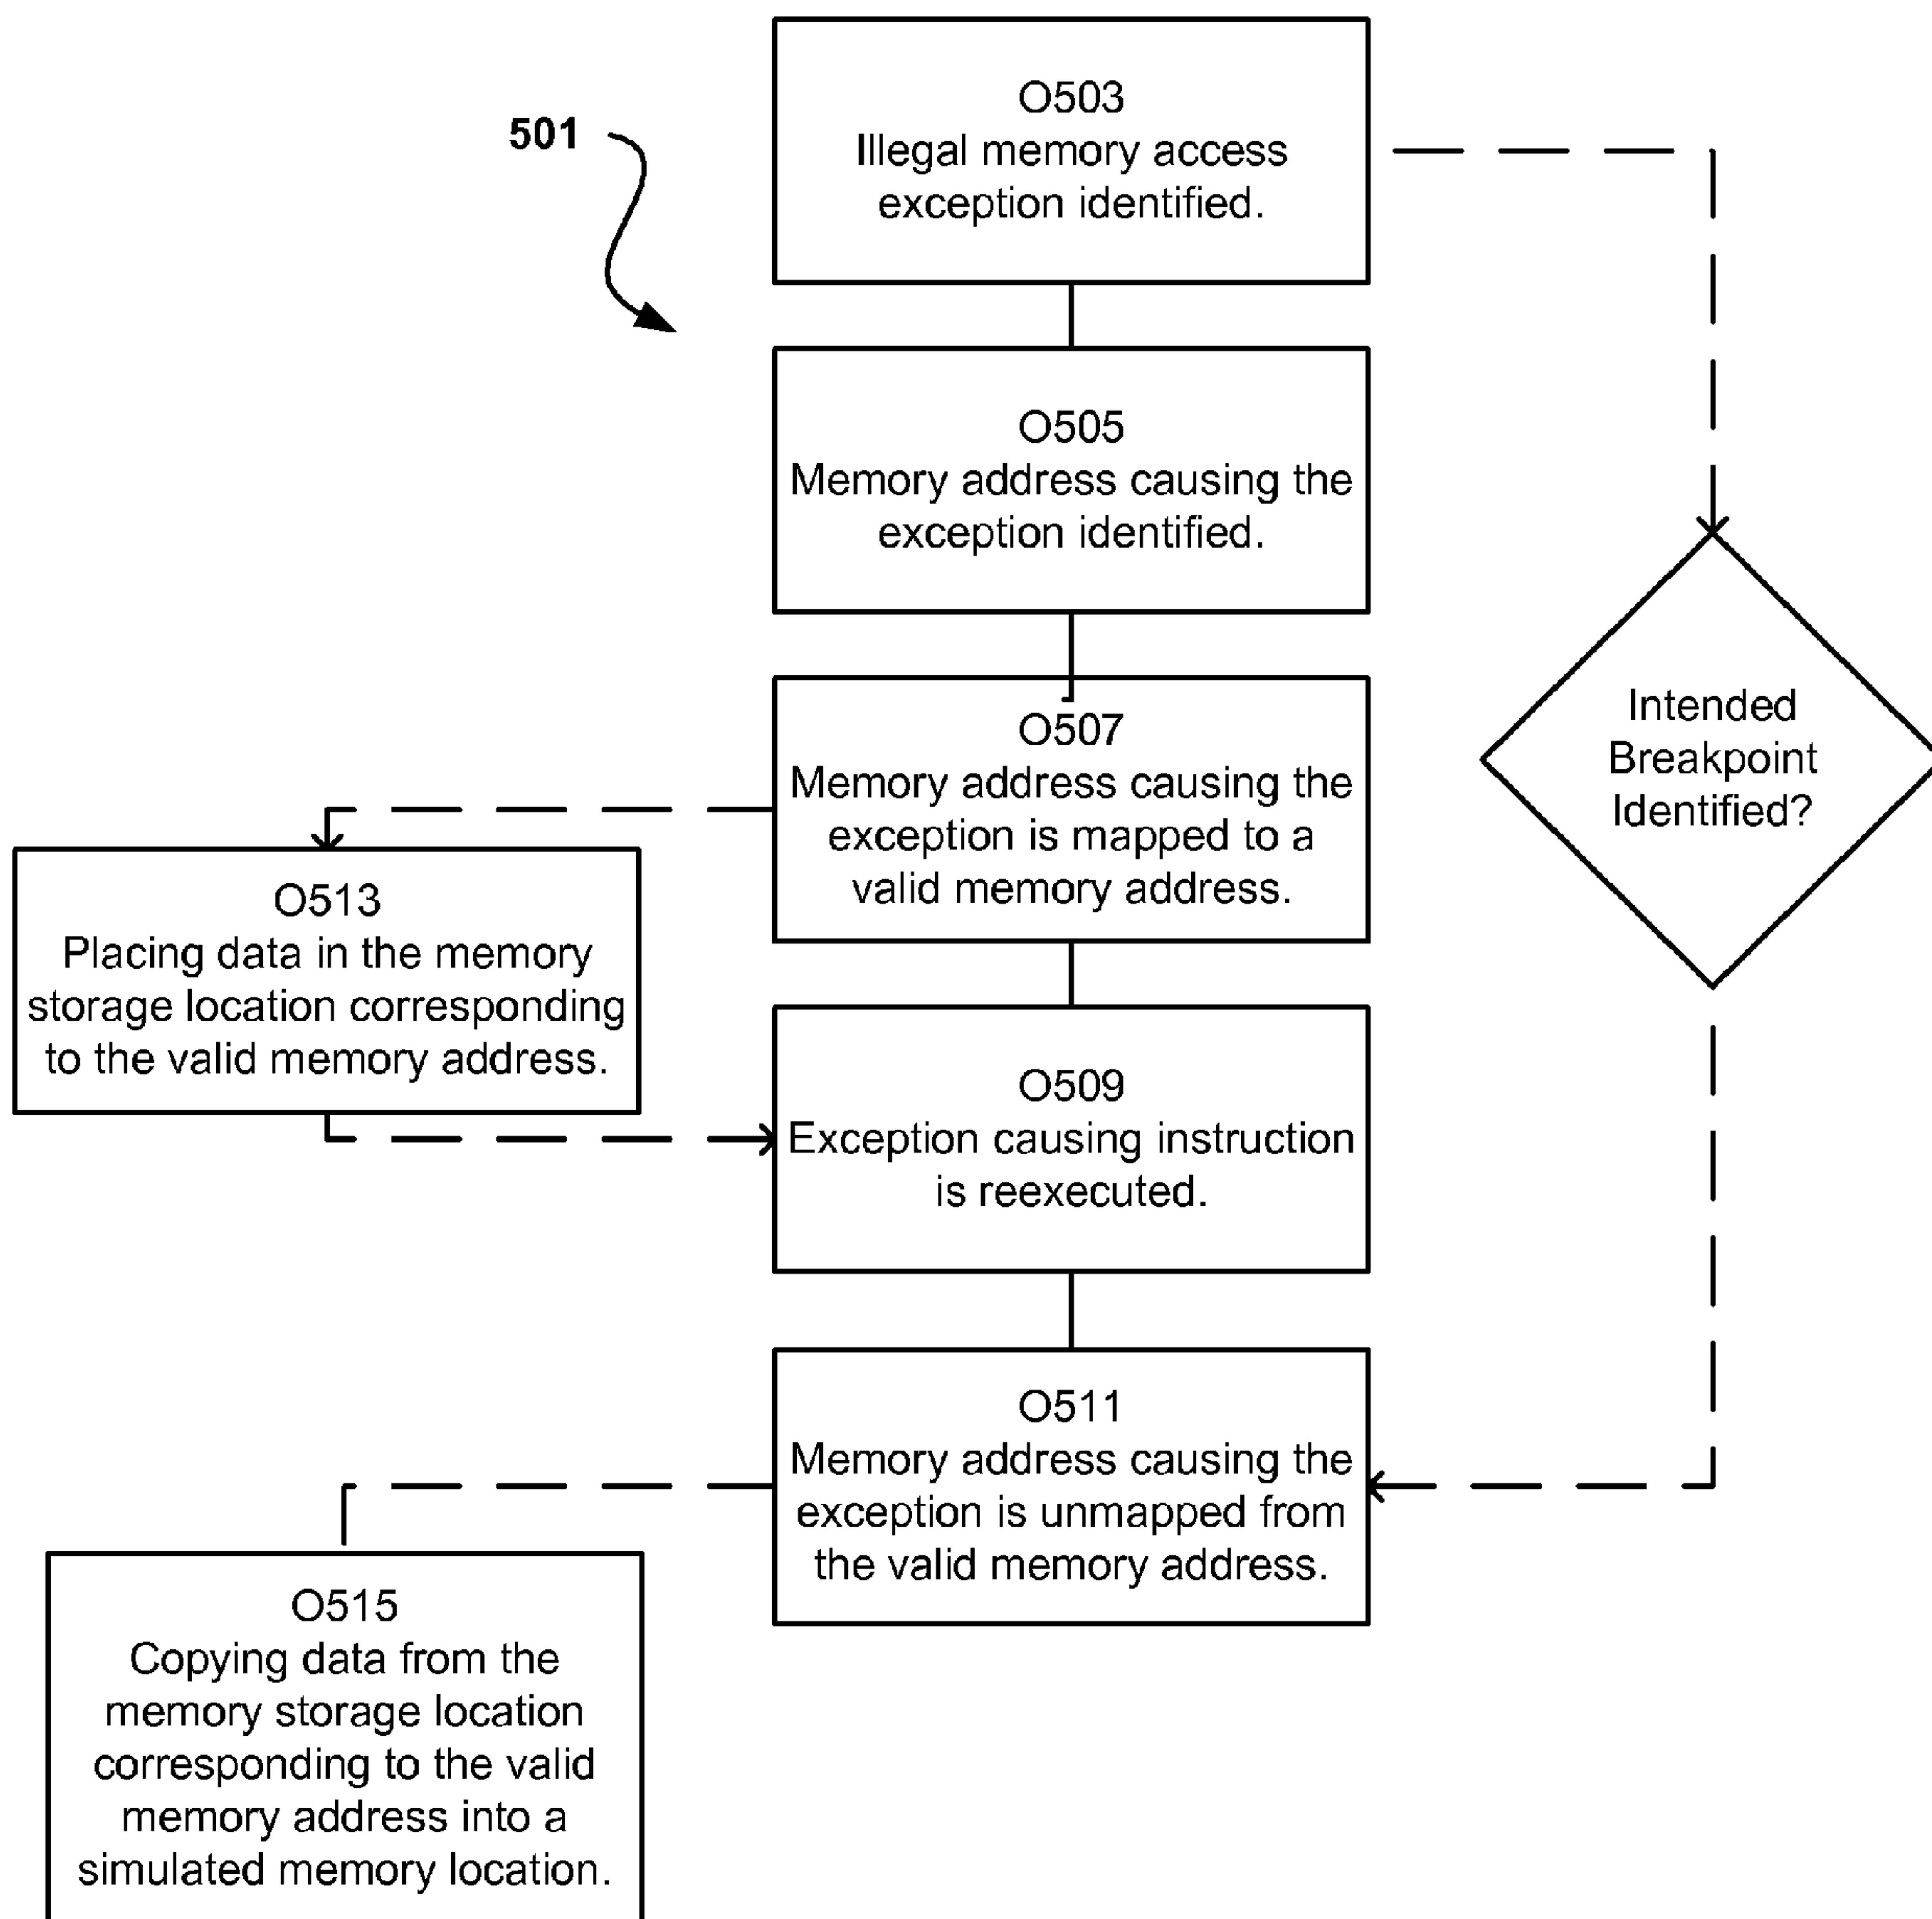 501
O503
Illegal memory access
exception identified.
O505
Memory address causing the
exception identified.
O507
Memory address causing the
exception is mapped to a
valid memory address.
Intended
Breakpoint
Identified?
O513
Placing data in the memory
storage location corresponding
to the valid memory address.
O509
Exception causing instruction
is reexecuted.
O511
Memory address causing the
exception is unmapped from
the valid memory address.
O515
Copying data from the
memory storage location
corresponding to the valid
memory address into a
simulated memory location.